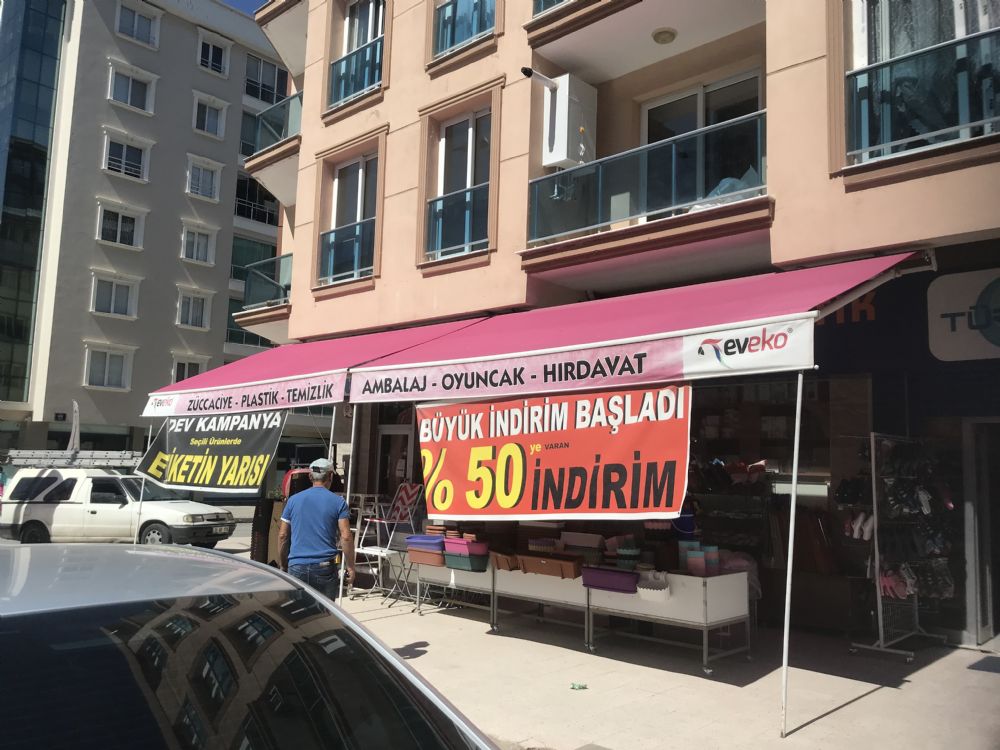 eveko
ZÜCCACİYE - PLASTİK - TEMİZLİK
AMBALAJ - OYUNCAK - HIRDAVAT
eveko®
DEV KAMPANYA
Seçili Ürünlerde
ETİKETİN YARISI
BÜYÜK İNDİRİM BAŞLADI
% 50 ye VARAN
İNDİRİM